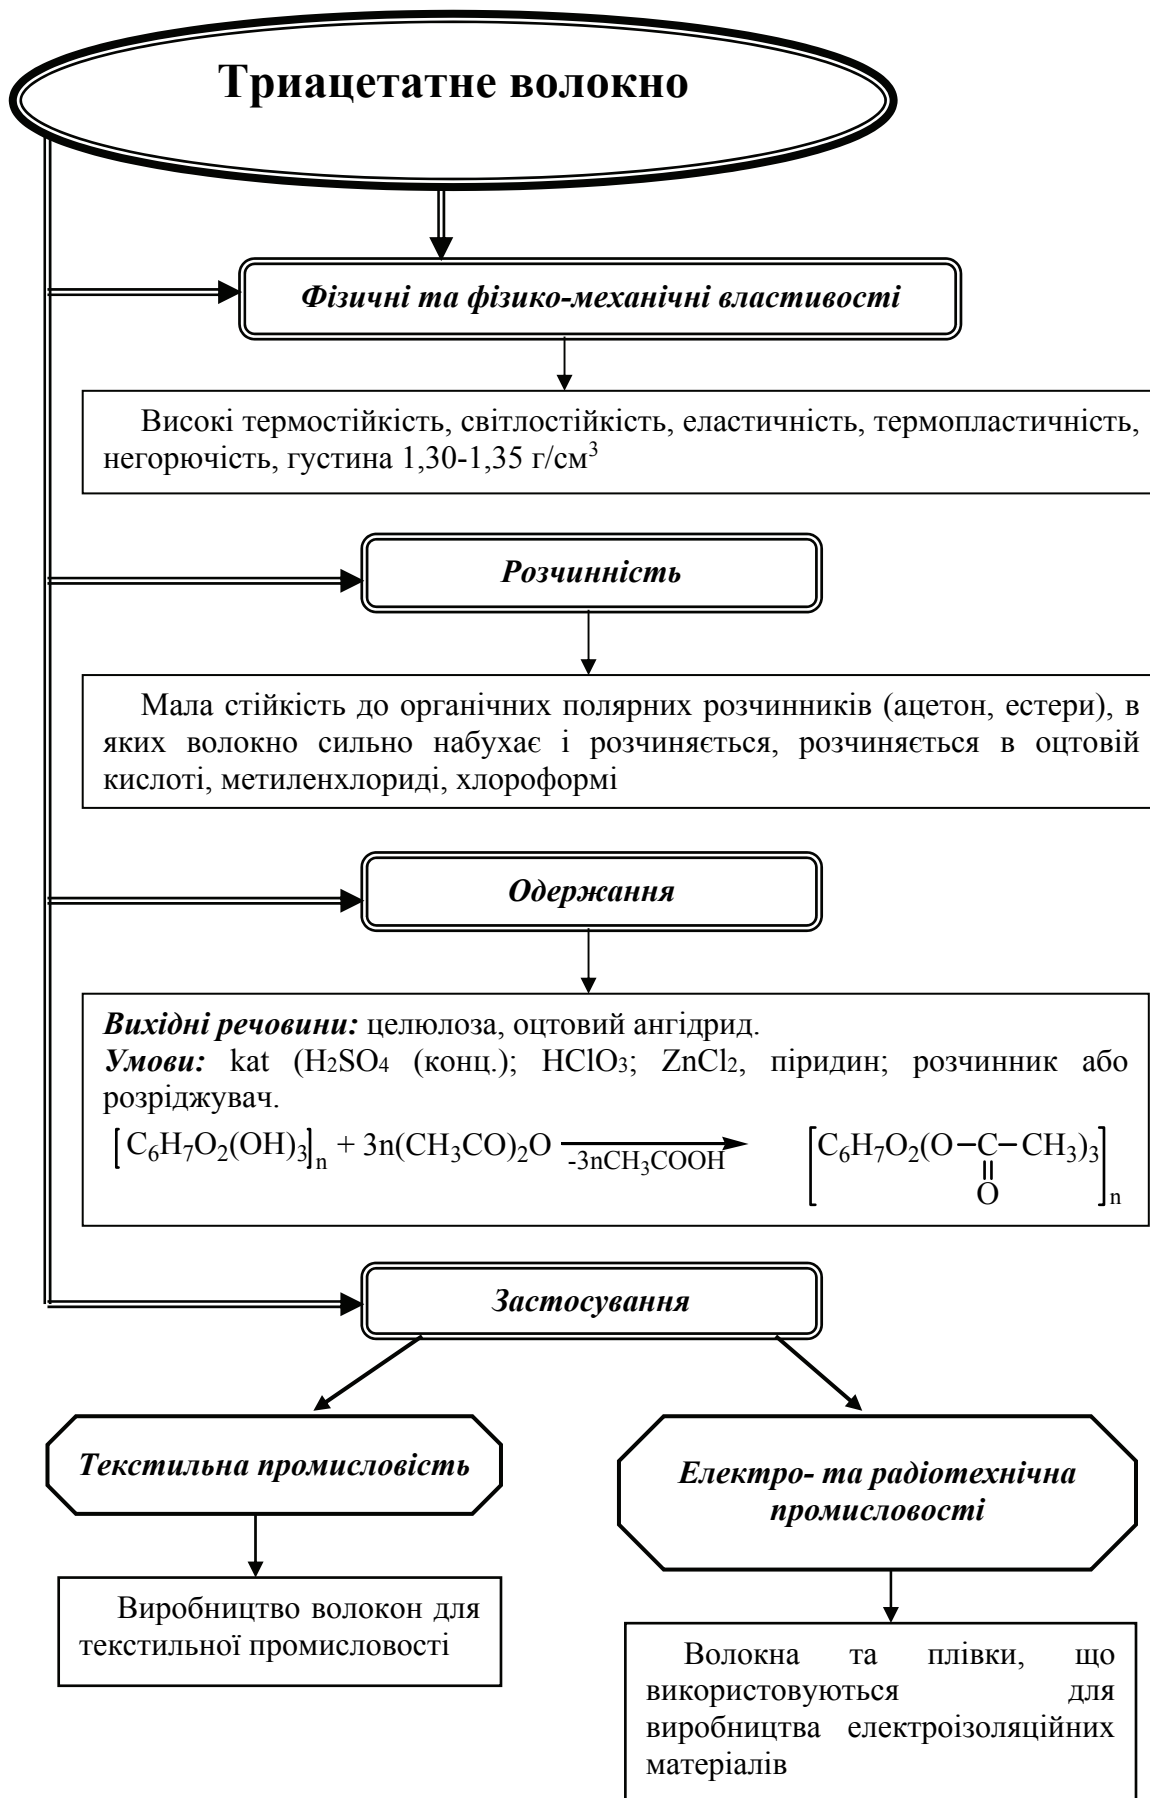 Триацетатне волокно
Фізичні та фізико-механічні властивості
Високі термостійкість, світлостійкість, еластичність, термопластичність,
негорючість, густина 1,30-1,35 г/см³
Розчинність
Мала стійкість до органічних полярних розчинників (ацетон, естери), в
яких волокно сильно набухає і розчиняється, розчиняється в оцтовій
кислоті, метиленхлориді, хлороформі
Одержання
Вихідні речовини: целюлоза, оцтовий ангідрид.
Умови: kat (H₂SO₄ (конц.); HClO₃; ZnCl₂, піридин; розчинник або
розріджувач.
[C₆H₇O₂(OH)₃]ₙ + 3n(CH₃CO)₂O -3nCH₃COOH [C₆H₇O₂(O–C–CH₃)₃]ₙ
O
Застосування
Текстильна промисловість
Електро- та радіотехнічна
промисловості
Виробництво волокон для
текстильної промисловості
Волокна та плівки, що
використовуються для
виробництва електроізоляційних
матеріалів